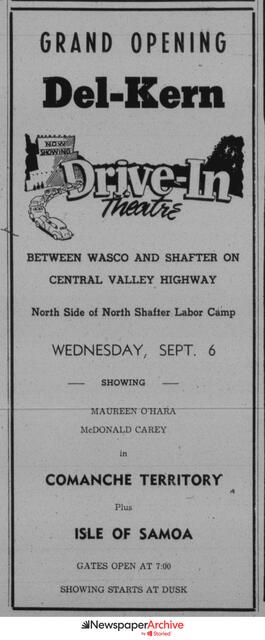 GRAND OPENING
Del-Kern
NOW
SHOWING
Drive-In
Theatre
BETWEEN WASCO AND SHAFTER ON
CENTRAL VALLEY HIGHWAY
North Side of North Shafter Labor Camp
WEDNESDAY, SEPT. 6
— SHOWING —
MAUREEN O'HARA
McDONALD CAREY
in
COMANCHE TERRITORY
Plus
ISLE OF SAMOA
GATES OPEN AT 7:00
SHOWING STARTS AT DUSK
NewspaperArchive
by Storied